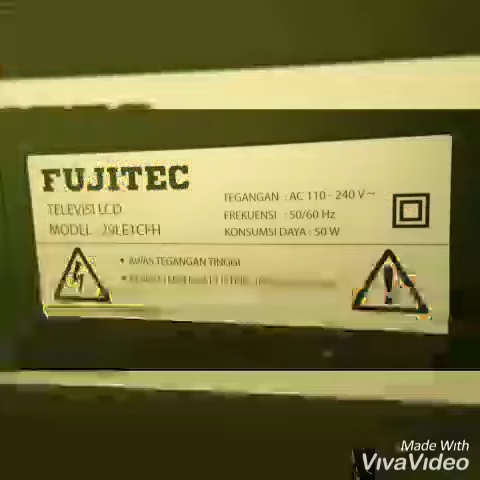 FUJITEC
TELEVISI LCD
MODEL
TEGANGAN : AC 110 - 240 V ~
FREKUENSI : 50/60 Hz
KONSUMSI DAYA : 50 W
• AWAS TEGANGAN TINGGI
Made With
VivaVideo